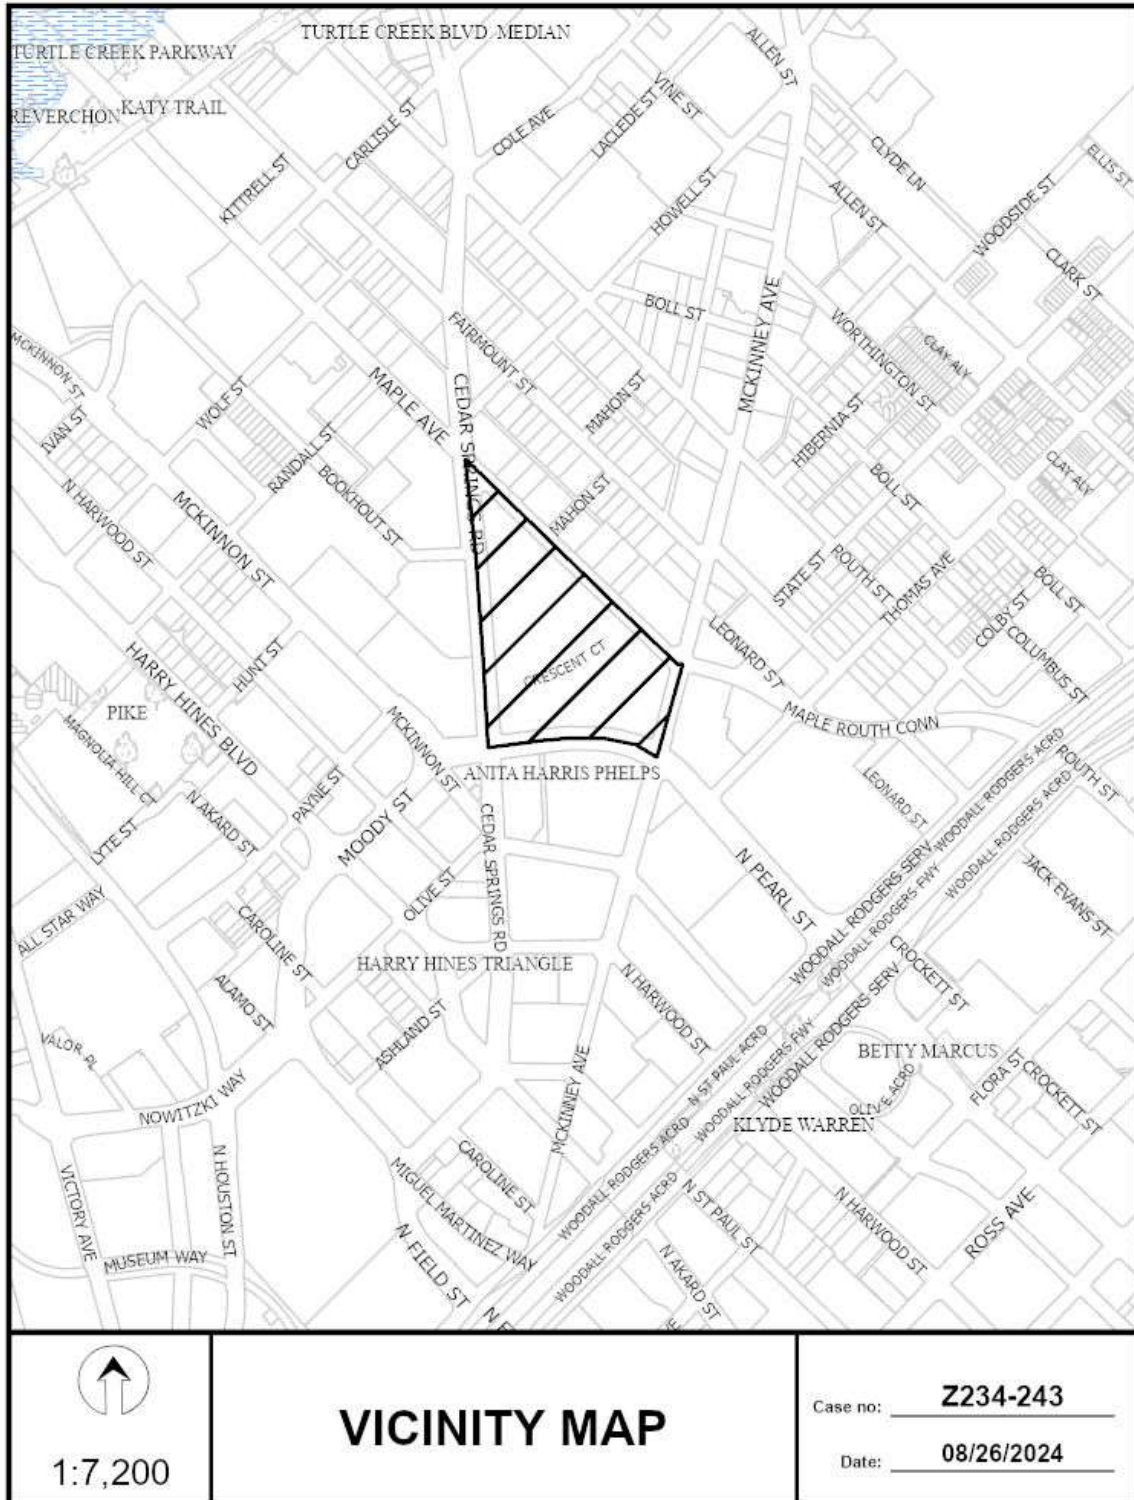 TURTLE CREEK BLVD MEDIAN
TURTLE CREEK PARKWAY
ALLEN ST
REVERCHON
KATY TRAIL
CARLISLE ST
COLE AVE
LACLEDE ST
VINE ST
CLYDE LN
ELLIS ST
KITTRELL ST
HOWELL ST
ALLEN ST
WOODSIDE ST
CLARK ST
BOLL ST
MCKINNEY AVE
MCKINNON ST
FAIRMOUNT ST
WORTHINGTON ST
CLAY ALY
MAPLE AVE
CEDAR SPRINGS RD
MAHON ST
WOLF ST
IVAN ST
RANDALL ST
HIBERNIA ST
BOLL ST
CLAY ALY
N HARWOOD ST
MCKINNON ST
BOOKHOUT ST
MAHON ST
STATE ST
ROUTH ST
THOMAS AVE
BOLL ST
COLBY ST
COLUMBUS ST
HUNT ST
CRESCENT CT
LEONARD ST
HARRY HINES BLVD
PIKE
MAPLE ROUTH CONN
MAGNOLIA HILL CT
MCKINNON ST
ANITA HARRIS PHELPS
WOODALL RODGERS ACRD
ROUTH ST
LEONARD ST
N AKARD ST
PAYNE ST
MOODY ST
LYTE ST
CEDAR SPRINGS RD
WOODALL RODGERS ACRD
N PEARL ST
WOODALL RODGERS SERV
WOODALL RODGERS FWY
JACK EVANS ST
OLIVE ST
ALL STAR WAY
CAROLINE ST
HARRY HINES TRIANGLE
N HARWOOD ST
CROCKETT ST
ALAMO ST
ASHLAND ST
VALOR PL
N ST PAUL ACRD
WOODALL RODGERS FWY
WOODALL RODGERS SERV
BETTY MARCUS
FLORA ST
CROCKETT ST
OLIVE ACRD
KLYDE WARREN
NOWITZKI WAY
MCKINNEY AVE
WOODALL RODGERS ACRD
VICTORY AVE
N HOUSTON ST
MIGUEL MARTINEZ WAY
CAROLINE ST
WOODALL RODGERS ACRD
N ST PAUL ST
N HARWOOD ST
ROSS AVE
MUSEUM WAY
N FIELD ST
N AKARD ST
1:7,200
VICINITY MAP
Case no: Z234-243
Date: 08/26/2024